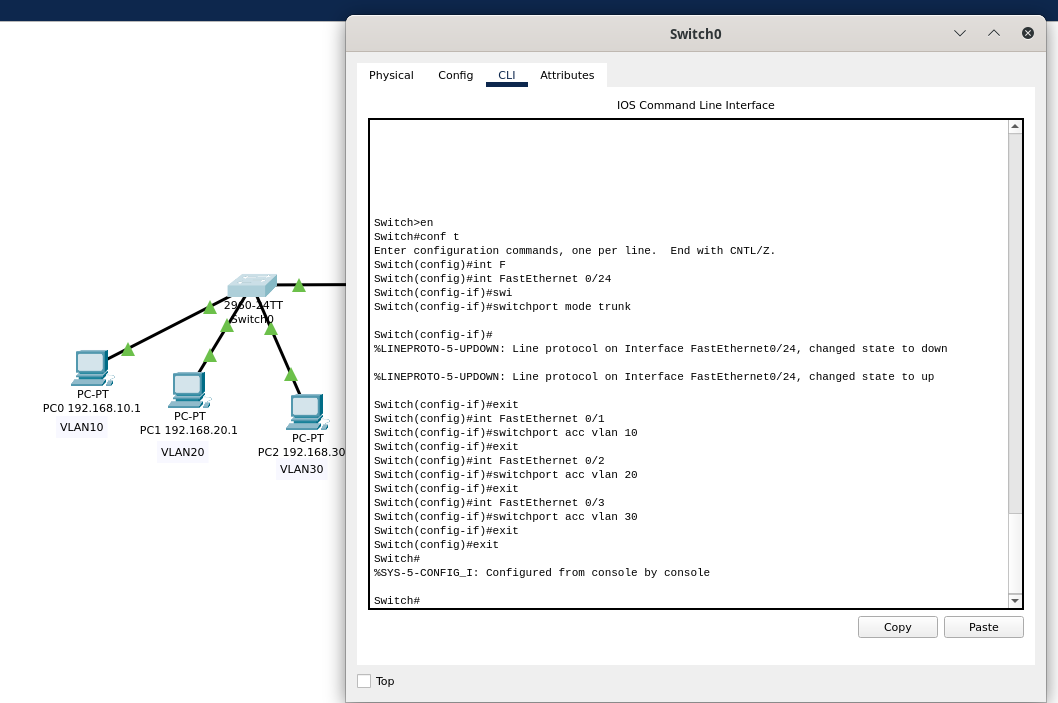 Switch0
Physical Config CLI Attributes
IOS Command Line Interface
Switch>en
Switch#conf t
Enter configuration commands, one per line.  End with CNTL/Z.
Switch(config)#int F
Switch(config)#int FastEthernet 0/24
Switch(config-if)#swi
Switch(config-if)#switchport mode trunk
Switch(config-if)#
%LINEPROTO-5-UPDOWN: Line protocol on Interface FastEthernet0/24, changed state to down
%LINEPROTO-5-UPDOWN: Line protocol on Interface FastEthernet0/24, changed state to up
Switch(config-if)#exit
Switch(config)#int FastEthernet 0/1
Switch(config-if)#switchport acc vlan 10
Switch(config-if)#exit
Switch(config)#int FastEthernet 0/2
Switch(config-if)#switchport acc vlan 20
Switch(config-if)#exit
Switch(config)#int FastEthernet 0/3
Switch(config-if)#switchport acc vlan 30
Switch(config-if)#exit
Switch(config)#exit
Switch#
%SYS-5-CONFIG_I: Configured from console by console
Switch#
Copy Paste
Top
2960-24TT
Switch0
PC-PT
PC0 192.168.10.1
VLAN10
PC-PT
PC1 192.168.20.1
VLAN20
PC-PT
PC2 192.168.30
VLAN30